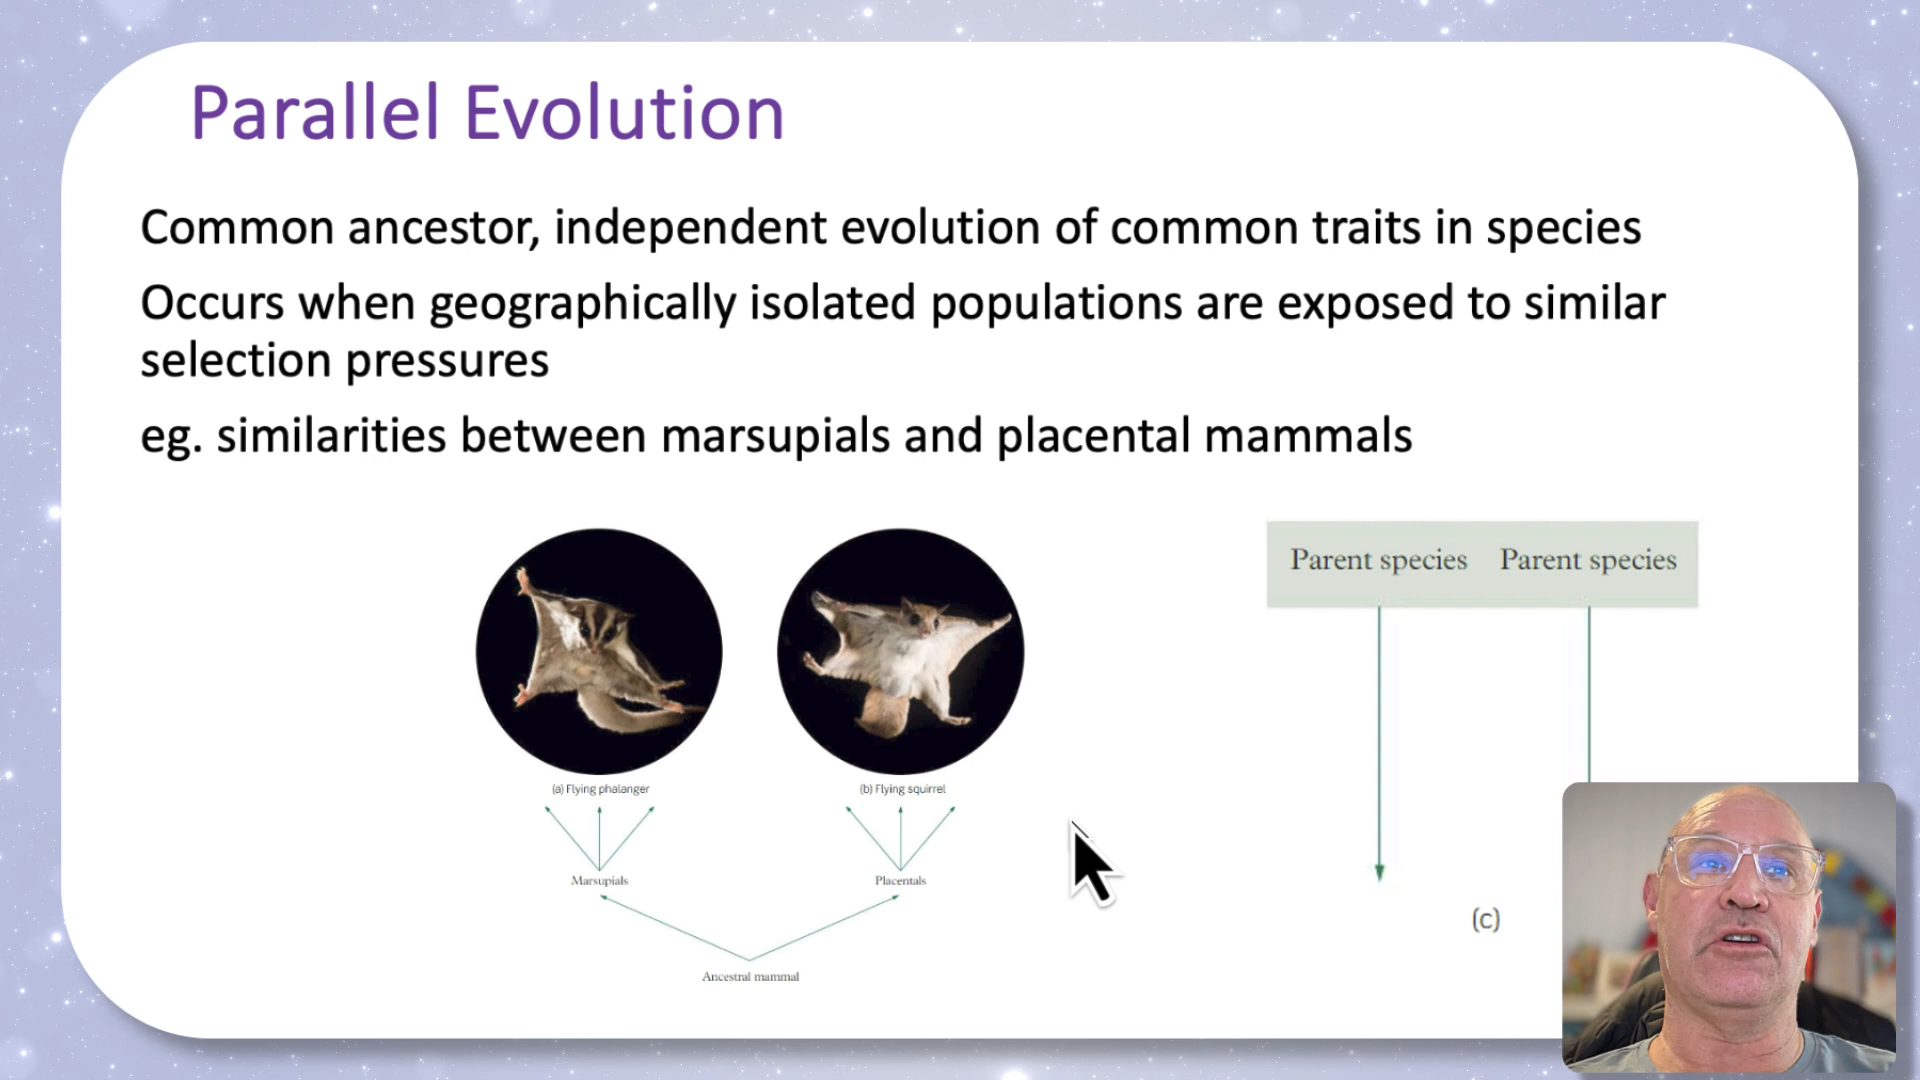 Parallel Evolution
Common ancestor, independent evolution of common traits in species
Occurs when geographically isolated populations are exposed to similar
selection pressures
eg. similarities between marsupials and placental mammals
Parent species Parent species
(a) Flying phalanger
(b) Flying squirrel
Marsupials
Placentals
(c)
Ancestral mammal